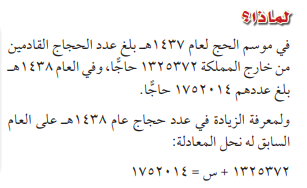 لماذا؟
في موسم الحج لعام ١٤٣٧هـ بلغ عدد الحجاج القادمين
من خارج المملكة ١٣٢٥٣٧٢ حاجًّا، وفي العام ١٤٣٨هـ
بلغ عددهم ١٧٥٢٠١٤ حاجًّا.
ولمعرفة الزيادة في عدد حجاج عام ١٤٣٨هـ على العام
السابق له نحل المعادلة:
١٣٢٥٣٧٢ + س = ١٧٥٢٠١٤